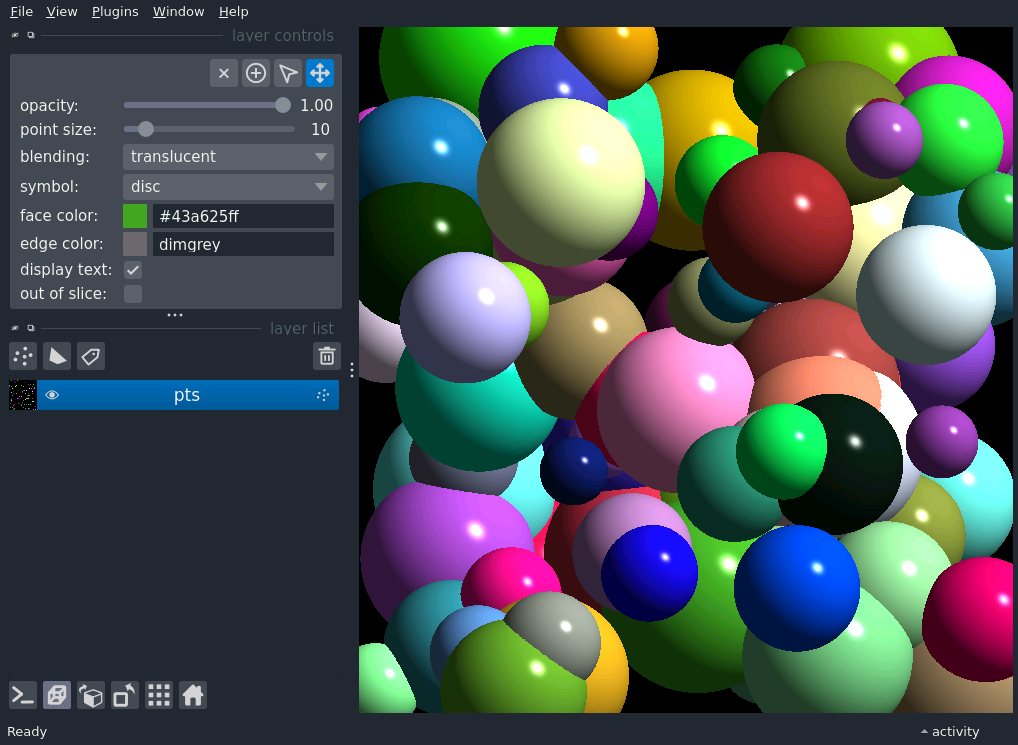 File View Plugins Window Help
layer controls
opacity: 1.00
point size: 10
blending: translucent
symbol: disc
face color: #43a625ff
edge color: dimgrey
display text:
out of slice:
layer list
pts
Ready activity